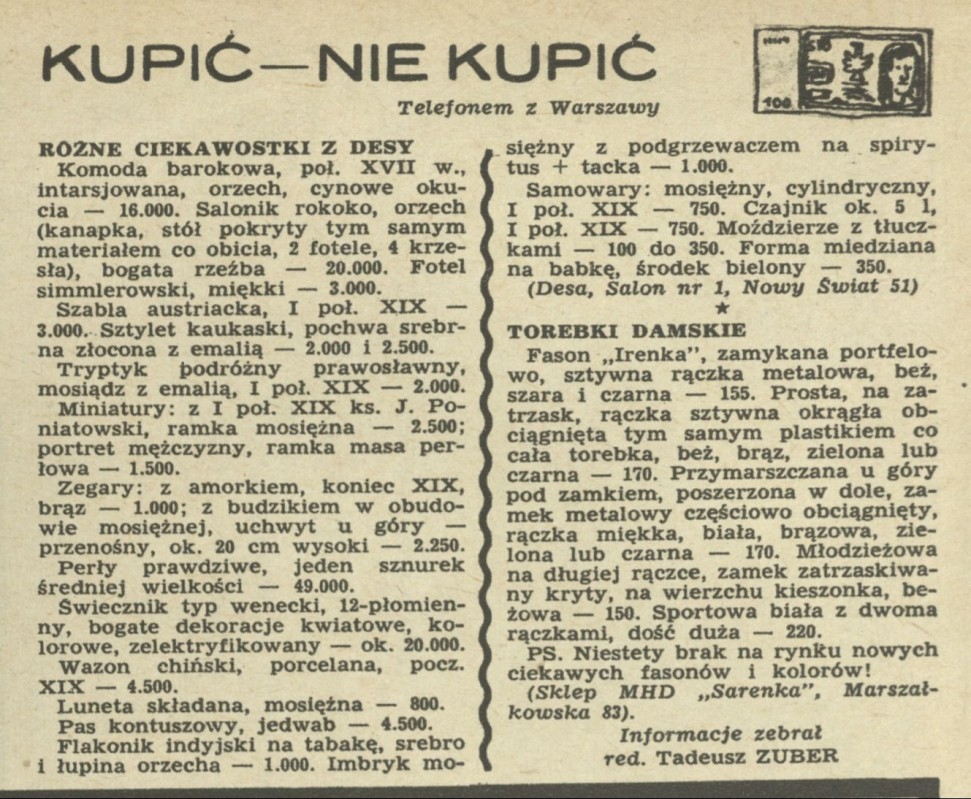 KUPIĆ—NIE KUPIĆ
Telefonem z Warszawy
100
RÓŻNE CIEKAWOSTKI Z DESY
Komoda barokowa, poł. XVII w.,
intarsjowana, orzech, cynowe oku-
cia — 16.000. Salonik rokoko, orzech
(kanapka, stół pokryty tym samym
materiałem co obicia, 2 fotele, 4 krze-
sła), bogata rzeźba — 20.000. Fotel
simmlerowski, miękki — 3.000.
Szabla austriacka, I poł. XIX —
3.000. Sztylet kaukaski, pochwa srebr-
na złocona z emalią — 2.000 i 2.500.
Tryptyk podróżny prawosławny,
mosiądz z emalią, I poł. XIX — 2.000.
Miniatury: z I poł. XIX ks. J. Po-
niatowski, ramka mosiężna — 2.500;
portret mężczyzny, ramka masa per-
łowa — 1.500.
Zegary: z amorkiem, koniec XIX,
brąz — 1.000; z budzikiem w obudo-
wie mosiężnej, uchwyt u góry —
przenośny, ok. 20 cm wysoki — 2.250.
Perły prawdziwe, jeden sznurek
średniej wielkości — 49.000.
Świecznik typ wenecki, 12-płomien-
ny, bogate dekoracje kwiatowe, ko-
lorowe, zelektryfikowany — ok. 20.000.
Wazon chiński, porcelana, pocz.
XIX — 4.500.
Luneta składana, mosiężna — 800.
Pas kontuszowy, jedwab — 4.500.
Flakonik indyjski na tabakę, srebro
i łupina orzecha — 1.000. Imbryk mo-
siężny z podgrzewaczem na spiry-
tus + tacka — 1.000.
Samowary: mosiężny, cylindryczny,
I poł. XIX — 750. Czajnik ok. 5 l,
I poł. XIX — 750. Moździerze z tłucz-
kami — 100 do 350. Forma miedziana
na babkę, środek bielony — 350.
(Desa, Salon nr 1, Nowy Świat 51)
★
TOREBKI DAMSKIE
Fason „Irenka”, zamykana portfelo-
wo, sztywna rączka metalowa, beż,
szara i czarna — 155. Prosta, na za-
trzask, rączka sztywna okrągła ob-
ciągnięta tym samym plastikiem co
cała torebka, beż, brąz, zielona lub
czarna — 170. Przymarszczana u góry
pod zamkiem, poszerzona w dole, za-
mek metalowy częściowo obciągnięty,
rączka miękka, biała, brązowa, zie-
lona lub czarna — 170. Młodzieżowa
na długiej rączce, zamek zatrzaskiwa-
ny kryty, na wierzchu kieszonka, be-
żowa — 150. Sportowa biała z dwoma
rączkami, dość duża — 220.
PS. Niestety brak na rynku nowych
ciekawych fasonów i kolorów!
(Sklep MHD „Sarenka”, Marszał-
kowska 83).
Informacje zebrał
red. Tadeusz ZUBER